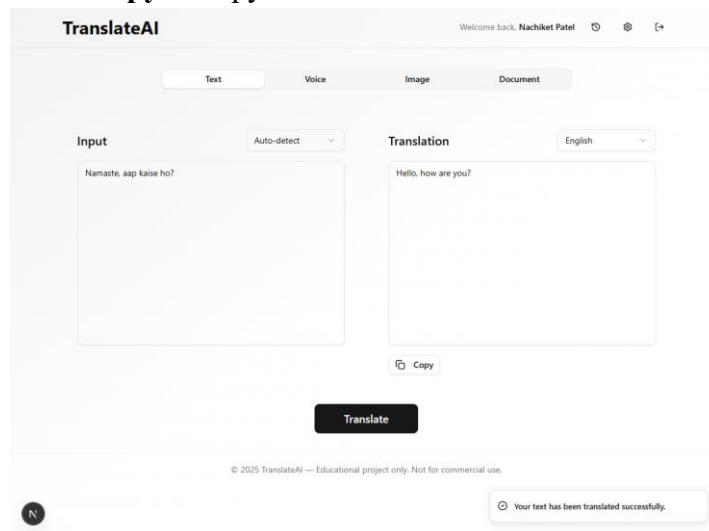 TranslateAI
Welcome back, Nachiket Patel
Text Voice Image Document
Input Auto-detect Translation English
Namaste, aap kaise ho? Hello, how are you?
Copy
Translate
© 2025 TranslateAI — Educational project only. Not for commercial use.
Your text has been translated successfully.
N